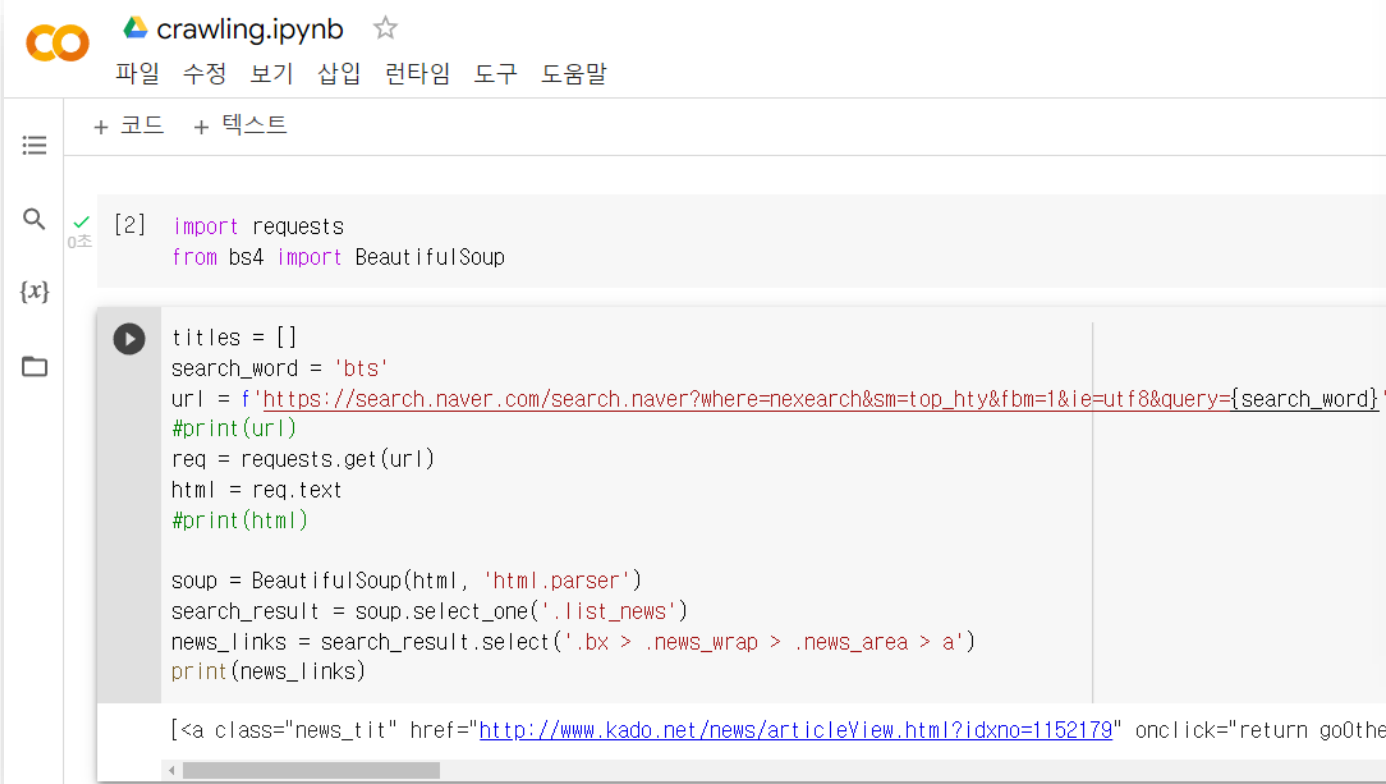 crawling.ipynb
파일 수정 보기 삽입 런타임 도구 도움말
+ 코드 + 텍스트
[2] import requests
0초
from bs4 import BeautifulSoup
{x}
titles = []
search_word = 'bts'
url = f'https://search.naver.com/search.naver?where=nexearch&sm=top_hty&fbm=1&ie=utf8&query={search_word}'
#print(url)
req = requests.get(url)
html = req.text
#print(html)
soup = BeautifulSoup(html, 'html.parser')
search_result = soup.select_one('.list_news')
news_links = search_result.select('.bx > .news_wrap > .news_area > a')
print(news_links)
[<a class="news_tit" href="http://www.kado.net/news/articleView.html?idxno=1152179" onclick="return goOthe